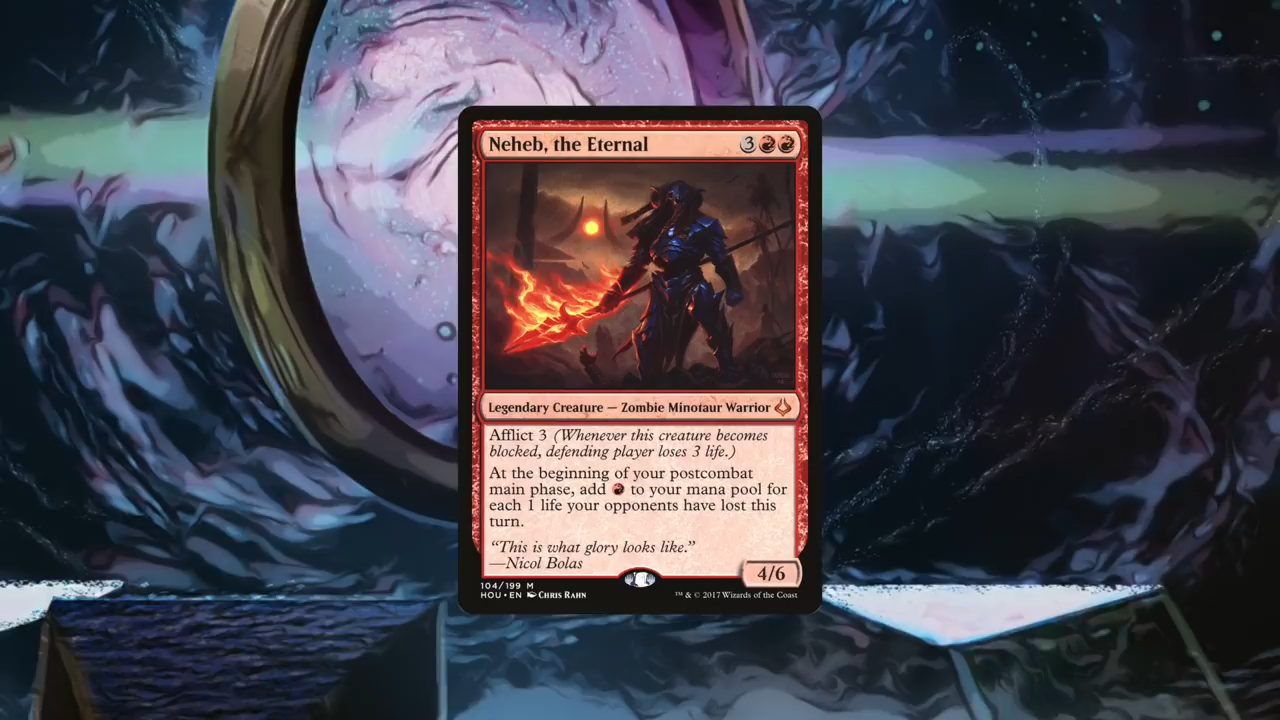 Neheb, the Eternal 3
Legendary Creature — Zombie Minotaur Warrior
Afflict 3 (Whenever this creature becomes
blocked, defending player loses 3 life.)
At the beginning of your postcombat
main phase, add to your mana pool for
each 1 life your opponents have lost this
turn.
“This is what glory looks like.”
—Nicol Bolas
4/6
104/199 M
HOU • EN Chris Rahn
™ & © 2017 Wizards of the Coast